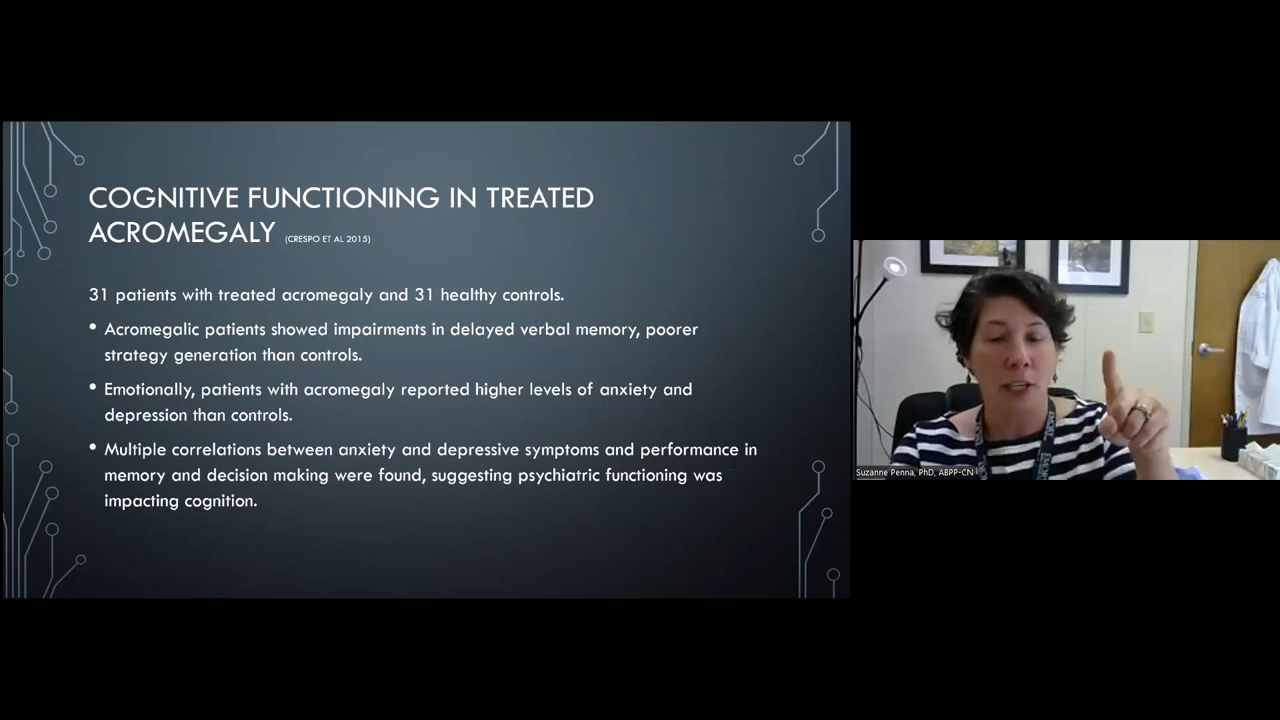 COGNITIVE FUNCTIONING IN TREATED
ACROMEGALY (CRESPO ET AL 2015)
31 patients with treated acromegaly and 31 healthy controls.
• Acromegalic patients showed impairments in delayed verbal memory, poorer
strategy generation than controls.
• Emotionally, patients with acromegaly reported higher levels of anxiety and
depression than controls.
• Multiple correlations between anxiety and depressive symptoms and performance in
memory and decision making were found, suggesting psychiatric functioning was
impacting cognition.
Suzanne Penna, PhD, ABPP-CN